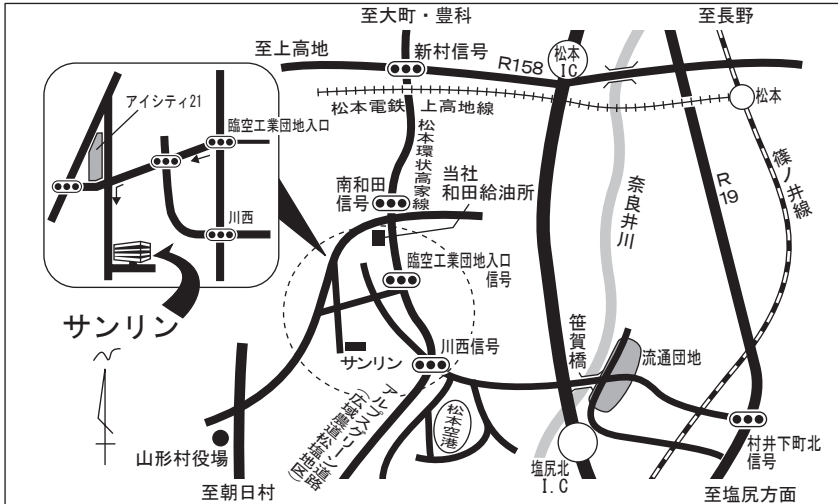 至大町・豊科
至長野
至上高地
新村信号
R158
松本
IC
アイシティ21
松本電鉄 上高地線
松本
臨空工業団地入口
松本環状高家線
当社
和田給油所
南和田
信号
奈良井川
R19
篠ノ井線
川西
臨空工業団地入口
信号
サンリン
サンリン
川西信号
笹賀橋
流通団地
アルプスグリーン道路
(広域農道松塩地区)
松本空港
村井下町北
信号
山形村役場
塩尻北
I.C
至朝日村
至塩尻方面